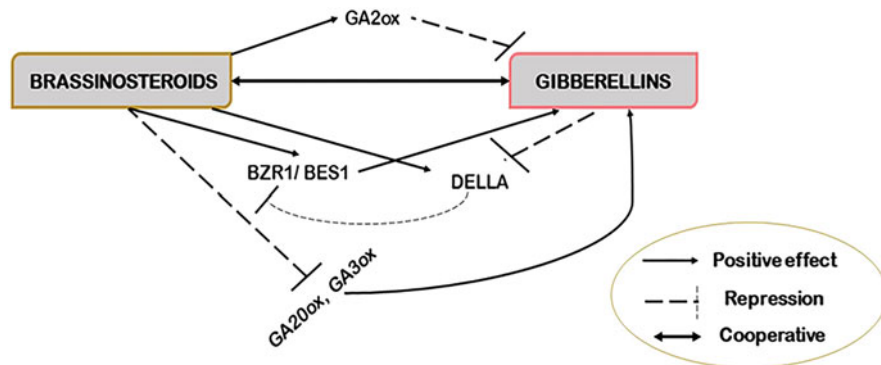 GA2ox
BRASSINOSTEROIDS
GIBBERELLINS
BZR1/ BES1
DELLA
GA20ox, GA3ox
Positive effect
Repression
Cooperative